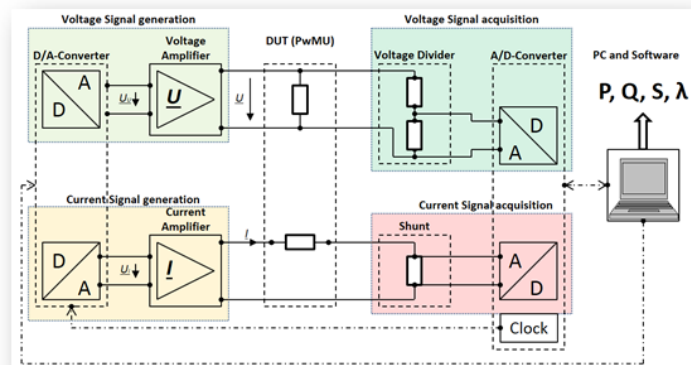 Voltage Signal generation
Voltage Signal acquisition
D/A-Converter
Voltage
Amplifier
DUT (PwMU)
Voltage Divider
A/D-Converter
PC and Software
A
D
U
U
D
A
P, Q, S, λ
Current Signal generation
Current
Amplifier
Current Signal acquisition
Shunt
D
A
I
I
A
D
Clock